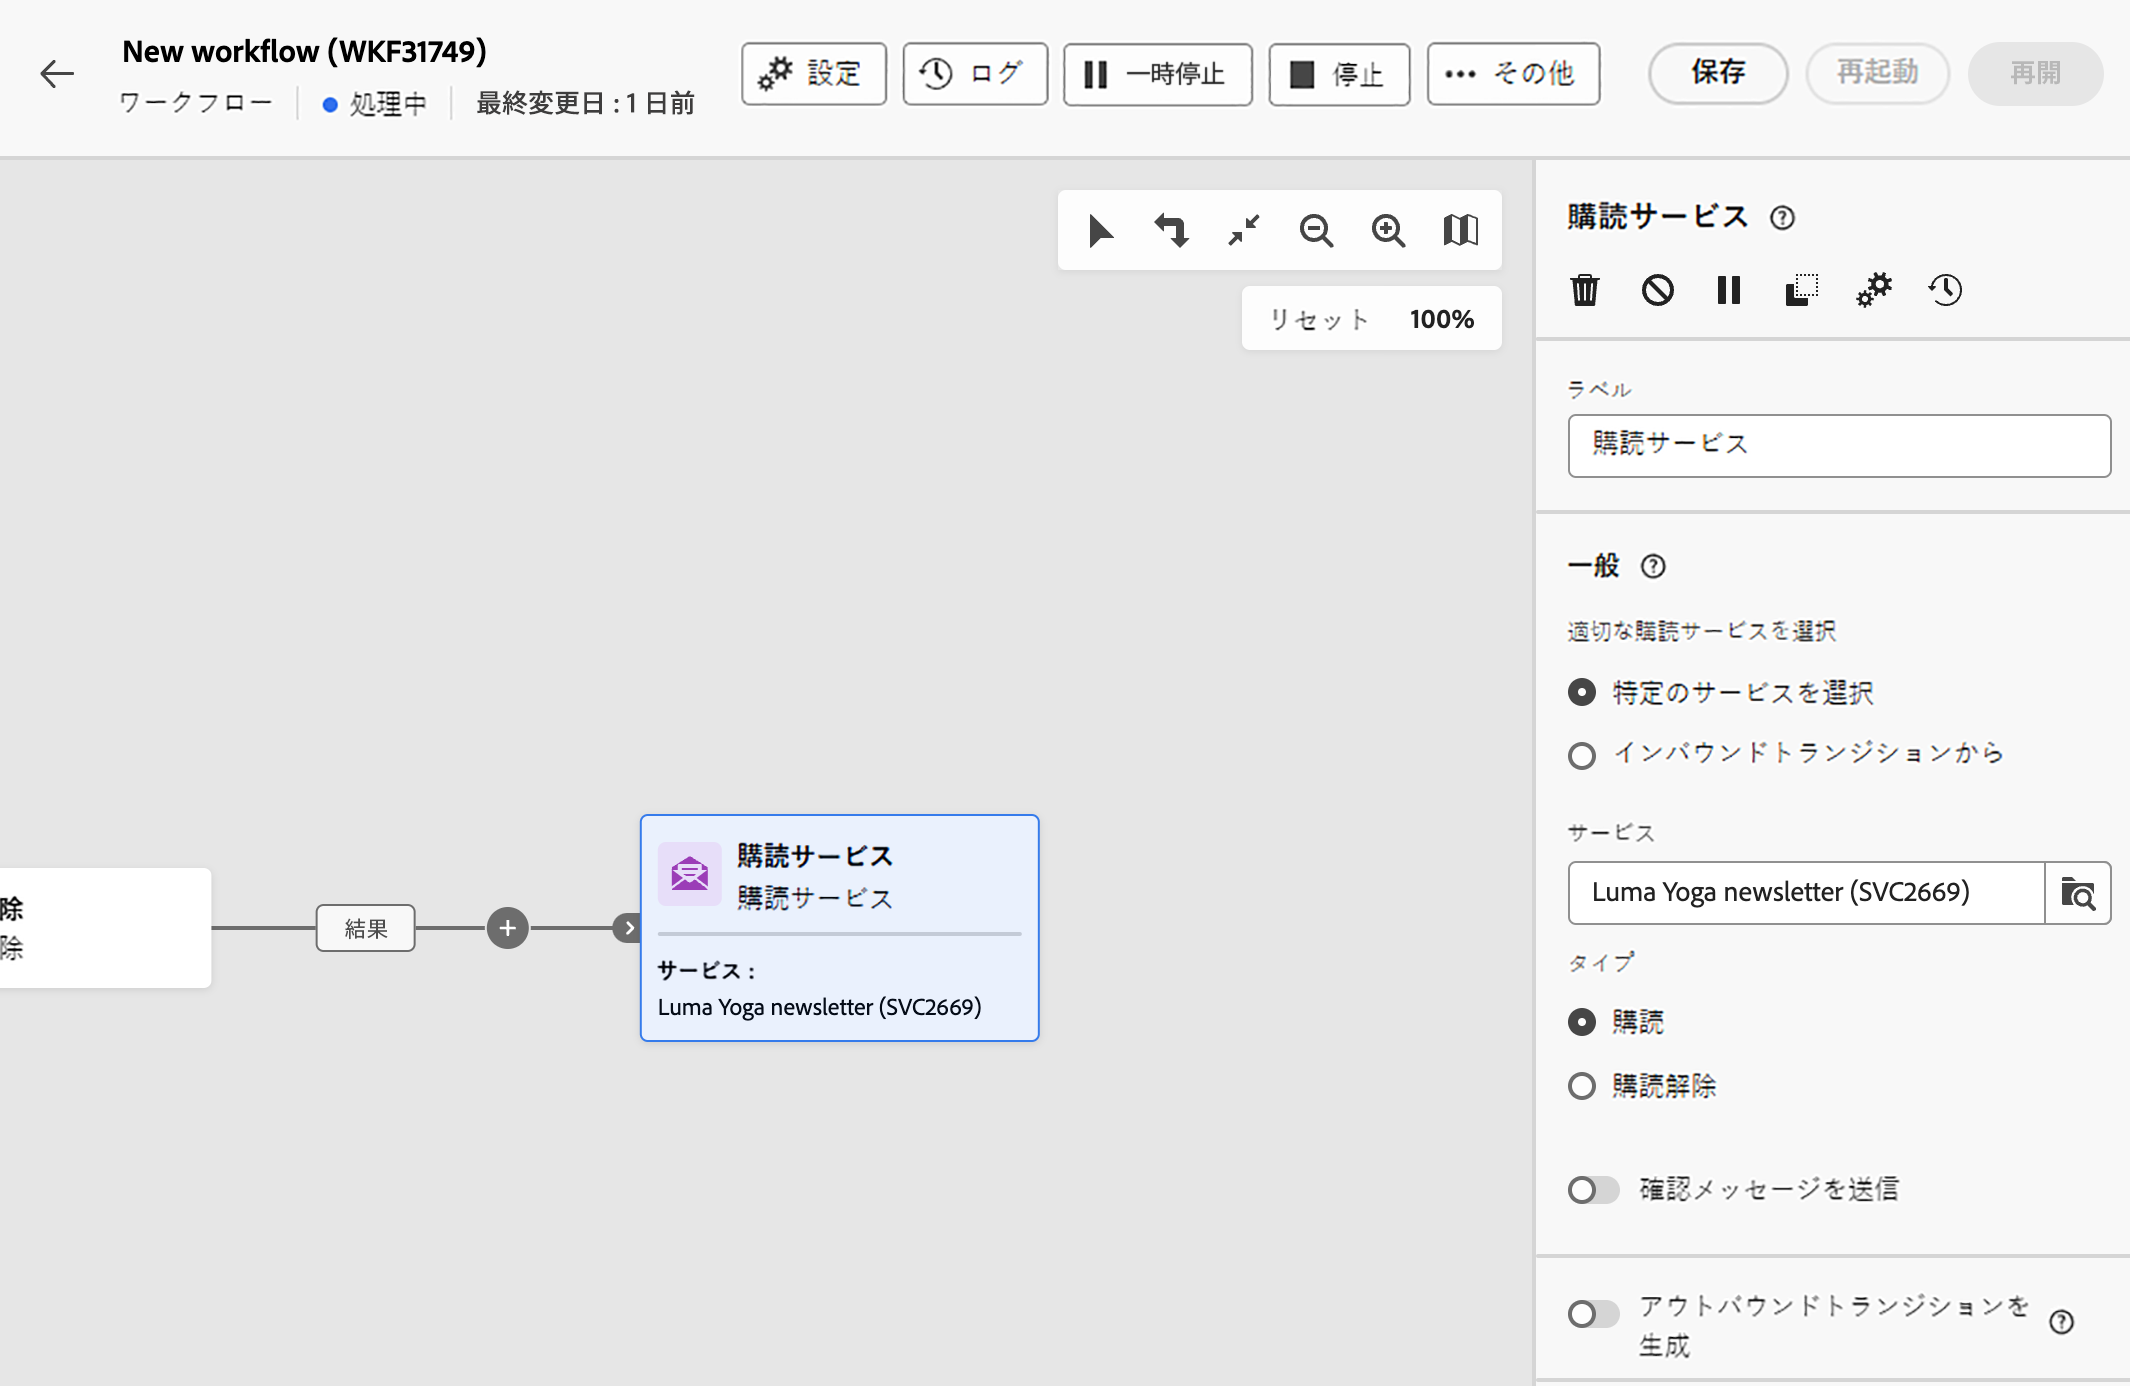 New workflow (WKF31749)
ワークフロー
処理中
最終変更日 : 1 日前
設定
ログ
一時停止
停止
その他
保存
再起動
再開
リセット
100%
除
除
結果
購読サービス
購読サービス
サービス :
Luma Yoga newsletter (SVC2669)
購読サービス
ラベル
購読サービス
一般
適切な購読サービスを選択
特定のサービスを選択
インバウンドトランジションから
サービス
Luma Yoga newsletter (SVC2669)
タイプ
購読
購読解除
確認メッセージを送信
アウトバウンドトランジションを
生成